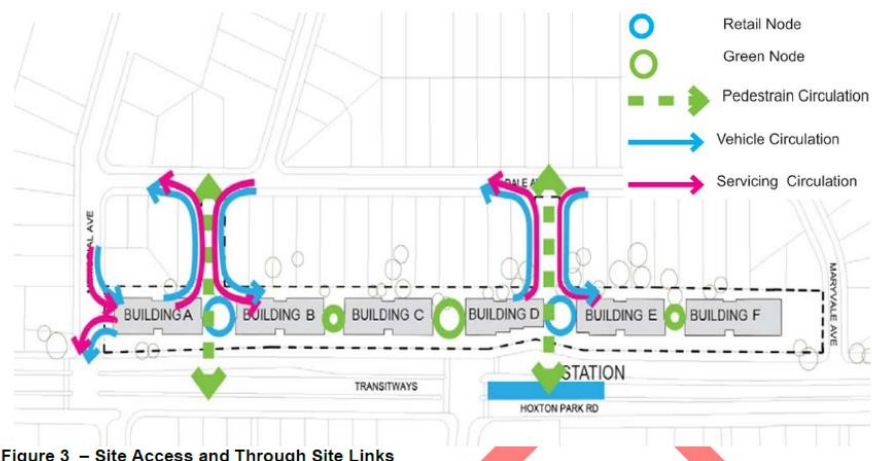 Retail Node
Green Node
Pedestrain Circulation
Vehicle Circulation
Servicing Circulation
MARYVALE AVE
BUILDING A
BUILDING B
BUILDING C
BUILDING D
BUILDING E
BUILDING F
STATION
TRANSITWAYS
HOXTON PARK RD
Figure 3 – Site Access and Through Site Links